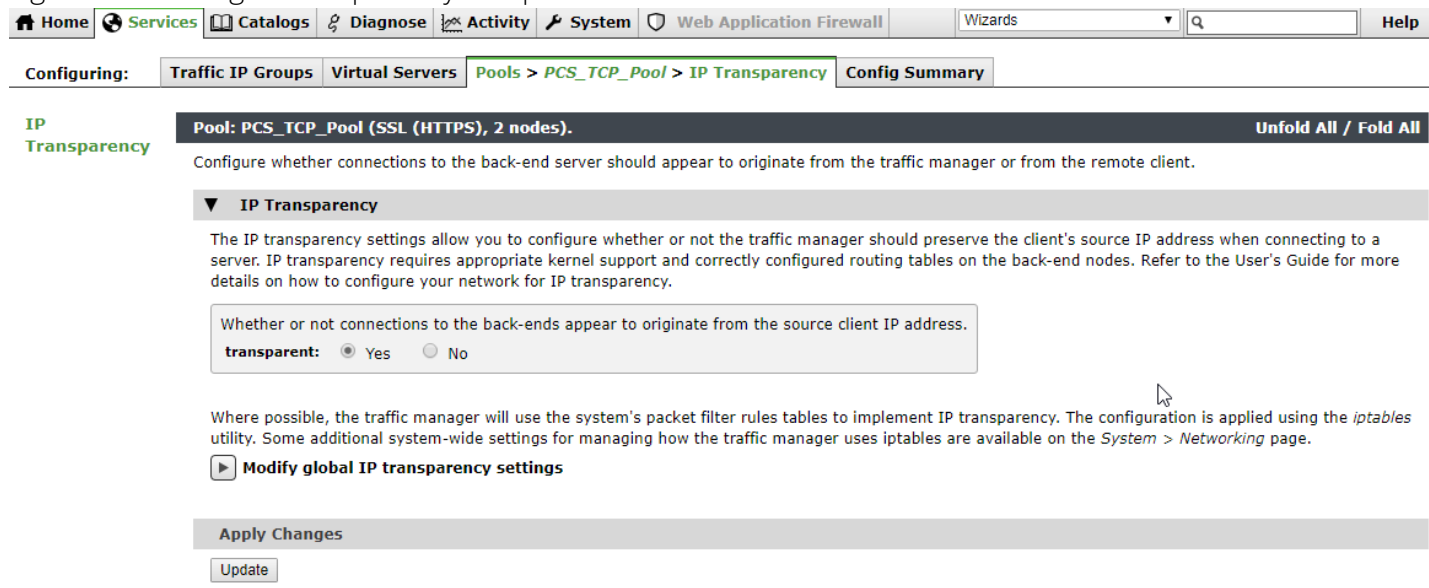 Home Services Catalogs Diagnose Activity System Web Application Firewall Wizards Help
Configuring: Traffic IP Groups Virtual Servers Pools > PCS_TCP_Pool > IP Transparency Config Summary
IP
Transparency
Pool: PCS_TCP_Pool (SSL (HTTPS), 2 nodes). Unfold All / Fold All
Configure whether connections to the back-end server should appear to originate from the traffic manager or from the remote client.
IP Transparency
The IP transparency settings allow you to configure whether or not the traffic manager should preserve the client's source IP address when connecting to a
server. IP transparency requires appropriate kernel support and correctly configured routing tables on the back-end nodes. Refer to the User's Guide for more
details on how to configure your network for IP transparency.
Whether or not connections to the back-ends appear to originate from the source client IP address.
transparent: Yes No
Where possible, the traffic manager will use the system's packet filter rules tables to implement IP transparency. The configuration is applied using the iptables
utility. Some additional system-wide settings for managing how the traffic manager uses iptables are available on the System > Networking page.
Modify global IP transparency settings
Apply Changes
Update